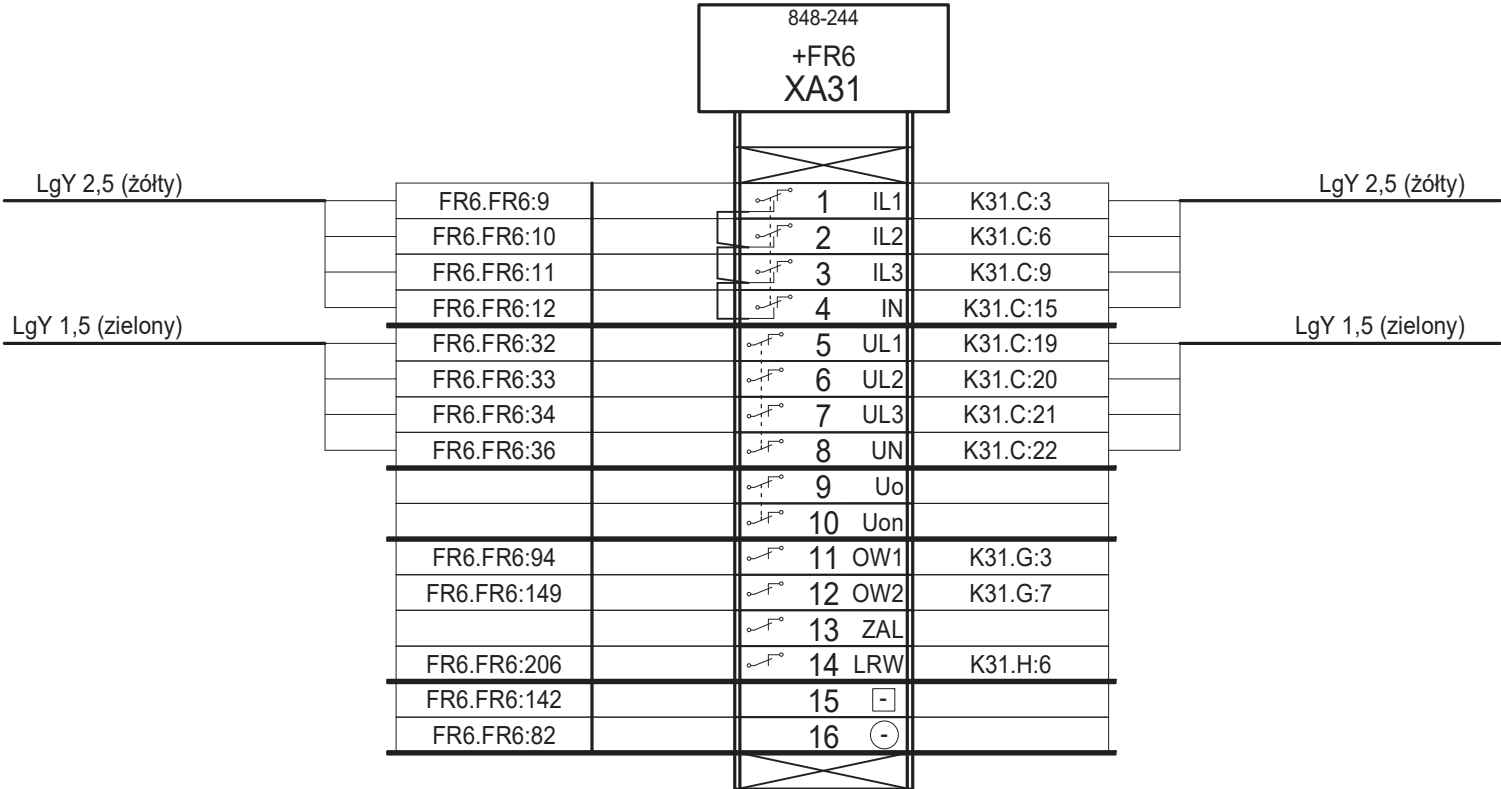 848-244
+FR6
XA31
LgY 2,5 (żółty)
LgY 2,5 (żółty)
FR6.FR6:9 1 IL1 K31.C:3
FR6.FR6:10 2 IL2 K31.C:6
FR6.FR6:11 3 IL3 K31.C:9
FR6.FR6:12 4 IN K31.C:15
LgY 1,5 (zielony)
LgY 1,5 (zielony)
FR6.FR6:32 5 UL1 K31.C:19
FR6.FR6:33 6 UL2 K31.C:20
FR6.FR6:34 7 UL3 K31.C:21
FR6.FR6:36 8 UN K31.C:22
9 Uo
10 Uon
FR6.FR6:94 11 OW1 K31.G:3
FR6.FR6:149 12 OW2 K31.G:7
13 ZAL
FR6.FR6:206 14 LRW K31.H:6
FR6.FR6:142 15 -
FR6.FR6:82 16 -